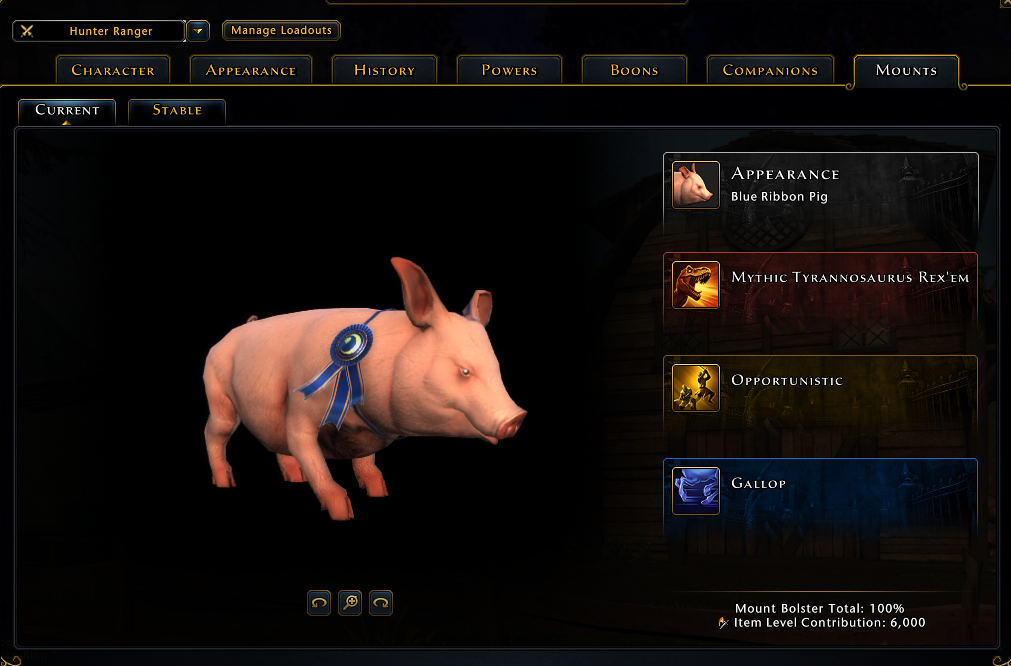 Hunter Ranger
Manage Loadouts
Character
Appearance
History
Powers
Boons
Companions
Mounts
Current
Stable
Appearance
Blue Ribbon Pig
Mythic Tyrannosaurus Rex'em
Opportunistic
Gallop
Mount Bolster Total: 100%
Item Level Contribution: 6,000